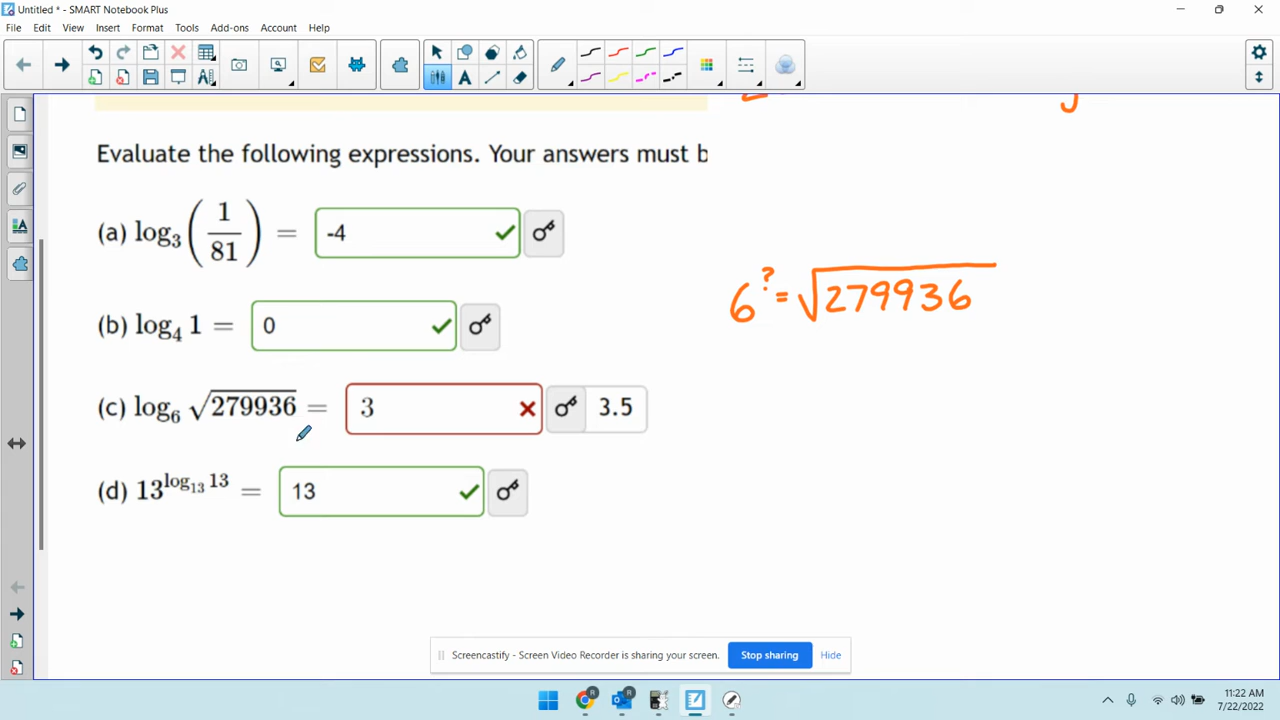 Untitled * - SMART Notebook Plus
File Edit View Insert Format Tools Add-ons Account Help
Evaluate the following expressions. Your answers must b
(a) log₃(1/81) = -4
6^? = √279936
(b) log₄ 1 = 0
(c) log₆ √279936 = 3 3.5
(d) 13^(log₁₃ 13) = 13
Screencastify - Screen Video Recorder is sharing your screen. Stop sharing Hide
11:22 AM
7/22/2022